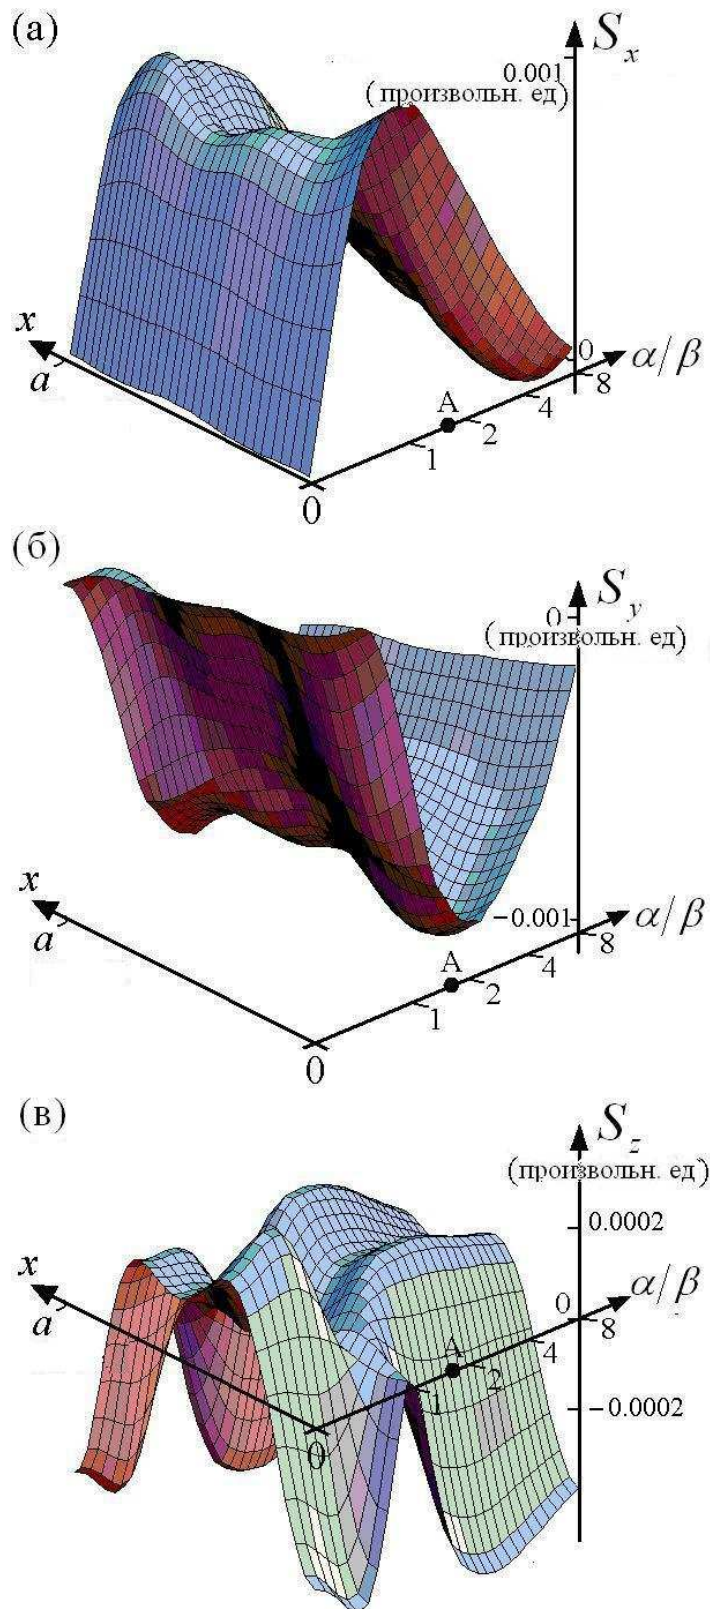 (а)
S_x
0.001
(произвольн. ед)
x
a
0
α/β
8
4
A
2
1
0
(б)
S_y
0
(произвольн. ед)
x
a
−0.001
α/β
8
4
A
2
1
0
(в)
S_z
(произвольн. ед)
0.0002
x
a
0
α/β
8
4
A
2
1
−0.0002
0